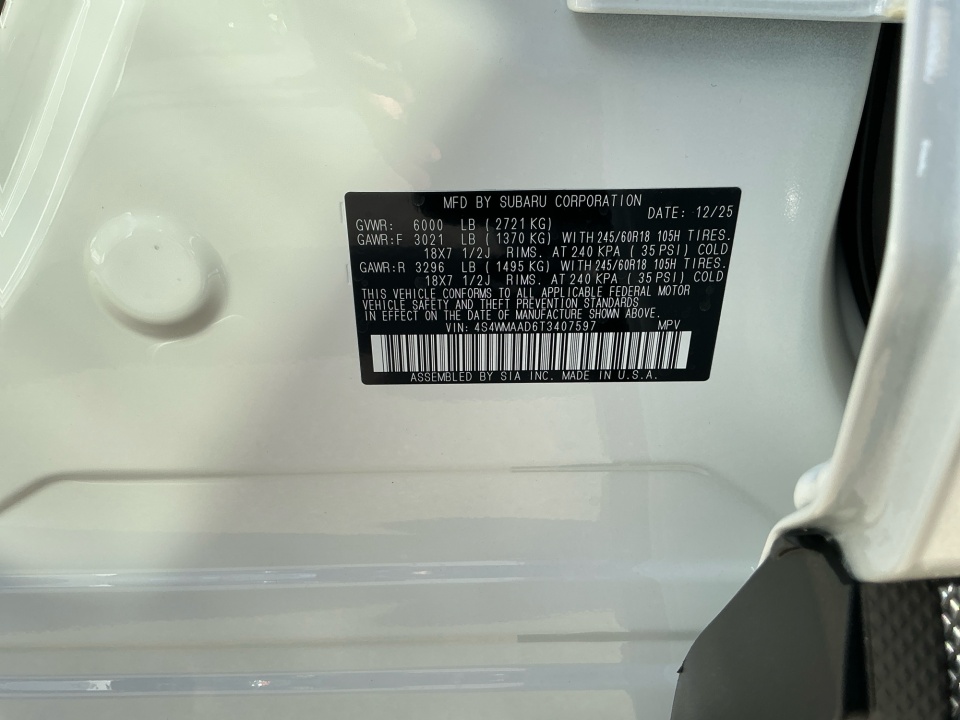 MFD BY SUBARU CORPORATION
DATE: 12/25
GVWR: 6000 LB ( 2721 KG)
GAWR:F 3021 LB ( 1370 KG) WITH 245/60R18 105H TIRES.
18X7 1/2J RIMS. AT 240 KPA ( 35 PSI) COLD
GAWR:R 3296 LB ( 1495 KG) WITH 245/60R18 105H TIRES.
18X7 1/2J RIMS. AT 240 KPA ( 35 PSI) COLD
THIS VEHICLE CONFORMS TO ALL APPLICABLE FEDERAL MOTOR
VEHICLE SAFETY AND THEFT PREVENTION STANDARDS
IN EFFECT ON THE DATE OF MANUFACTURE SHOWN ABOVE.
VIN: 4S4WMAAD6T3407597 MPV
ASSEMBLED BY SIA INC. MADE IN U.S.A.